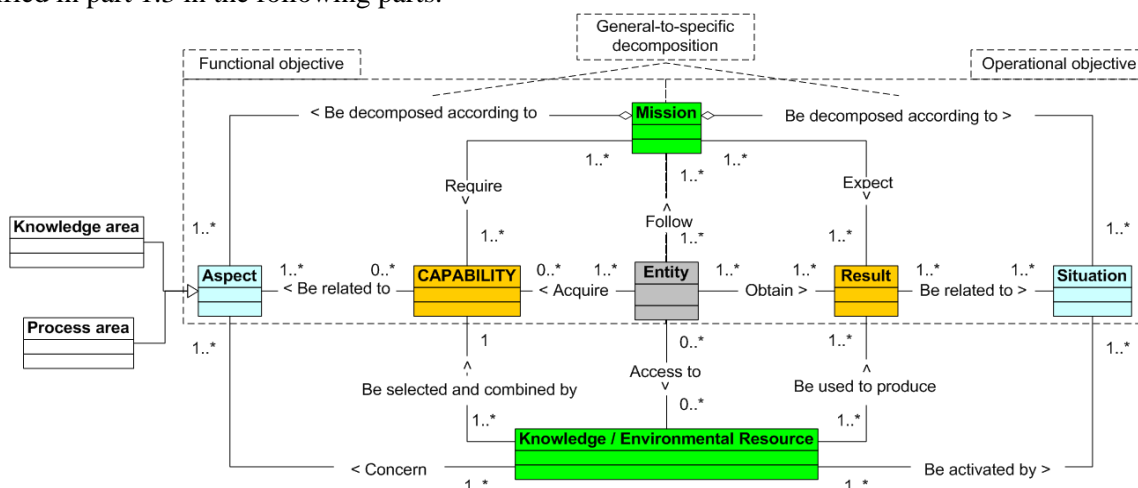 part 1.3 in the following parts.
General-to-specific
decomposition
Functional objective
Operational objective
< Be decomposed according to
Mission
Be decomposed according to >
1..*
1..*
1..*
Require
Expect
Follow
Knowledge area
1..*
1..*
1..*
1..*
1..*
Aspect
1..*
0..*
CAPABILITY
0..*
1..*
Entity
1..*
1..*
Result
1..*
1..*
Situation
< Be related to
< Acquire
Obtain >
Be related to >
Process area
1..*
1
0..*
1..*
1..*
Access to
Be selected and combined by
Be used to produce
1..*
0..*
1..*
Knowledge / Environmental Resource
< Concern
Be activated by >
1..*
1..*